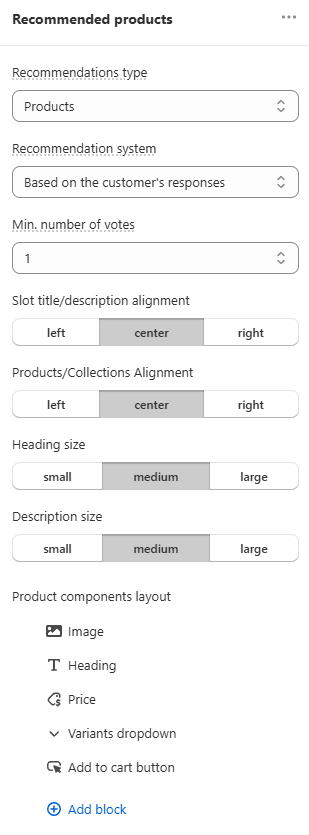 Recommended products
Recommendations type
Products
Recommendation system
Based on the customer's responses
Min. number of votes
1
Slot title/description alignment
left center right
Products/Collections Alignment
left center right
Heading size
small medium large
Description size
small medium large
Product components layout
Image
Heading
Price
Variants dropdown
Add to cart button
Add block